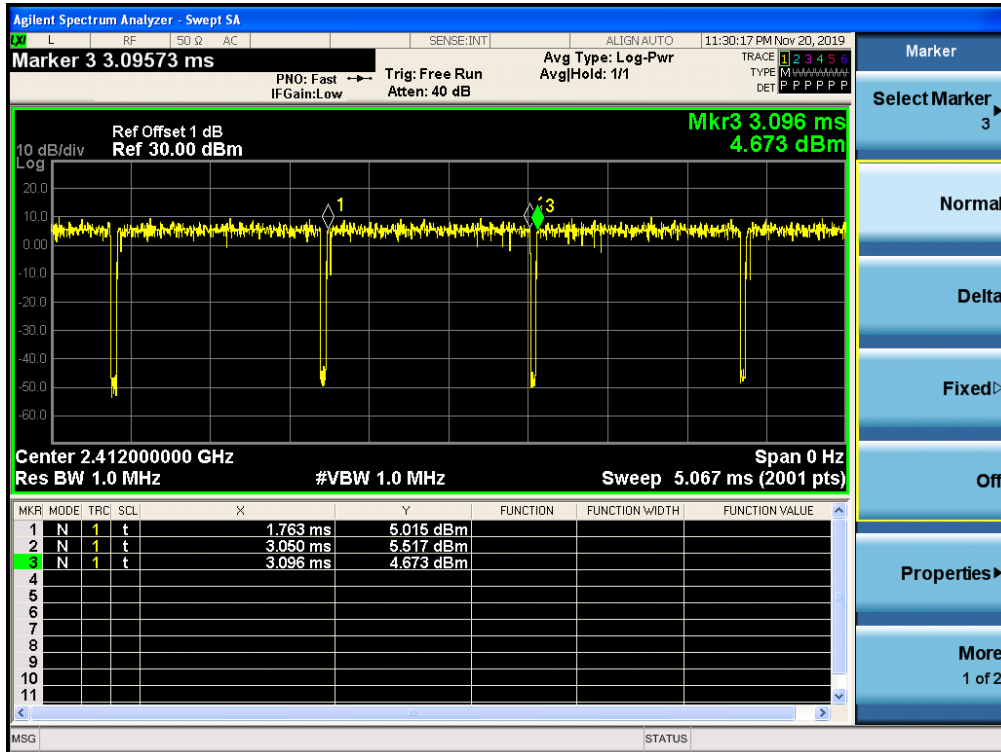 Agilent Spectrum Analyzer - Swept SA
LXI L RF 50 Ω AC SENSE:INT ALIGN AUTO 11:30:17 PM Nov 20, 2019
Marker 3 3.09573 ms
PNO: Fast
IFGain:Low
Trig: Free Run
Atten: 40 dB
Avg Type: Log-Pwr
Avg|Hold: 1/1
TRACE 1 2 3 4 5 6
TYPE M
DET P P P P P P
Mkr3 3.096 ms
4.673 dBm
Ref Offset 1 dB
10 dB/div Ref 30.00 dBm
Log
20.0
10.0
0.00
-10.0
-20.0
-30.0
-40.0
-50.0
-60.0
1
3
Center 2.412000000 GHz Span 0 Hz
Res BW 1.0 MHz #VBW 1.0 MHz Sweep 5.067 ms (2001 pts)
MKR MODE TRC SCL X Y FUNCTION FUNCTION WIDTH FUNCTION VALUE
1 N 1 t 1.763 ms 5.015 dBm
2 N 1 t 3.050 ms 5.517 dBm
3 N 1 t 3.096 ms 4.673 dBm
4
5
6
7
8
9
10
11
MSG STATUS
Marker
Select Marker
3
Normal
Delta
Fixed
Off
Properties
More
1 of 2